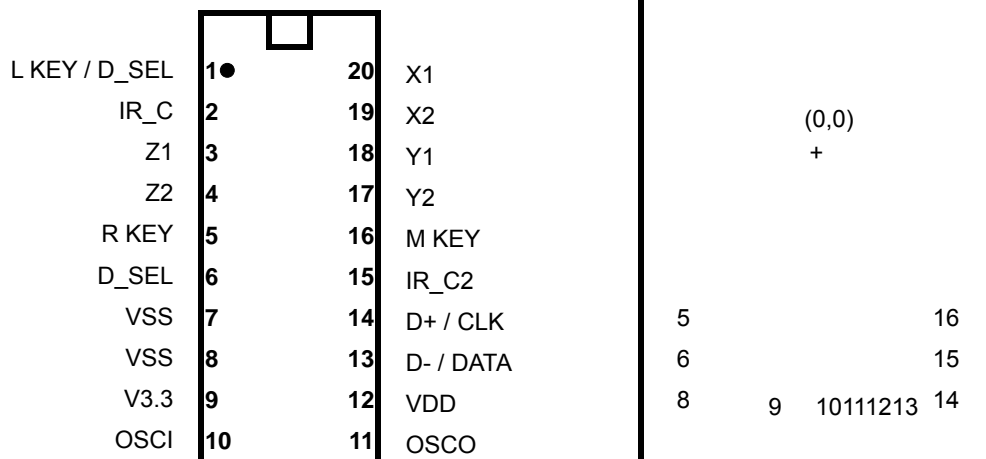 L KEY / D_SEL 1 20 X1
IR_C 2 19 X2
(0,0)
Z1 3 18 Y1
+
Z2 4 17 Y2
R KEY 5 16 M KEY
D_SEL 6 15 IR_C2
VSS 7 14 D+ / CLK
5 16
VSS 8 13 D- / DATA
6 15
V3.3 9 12 VDD
8 9 10111213 14
OSCI 10 11 OSCO